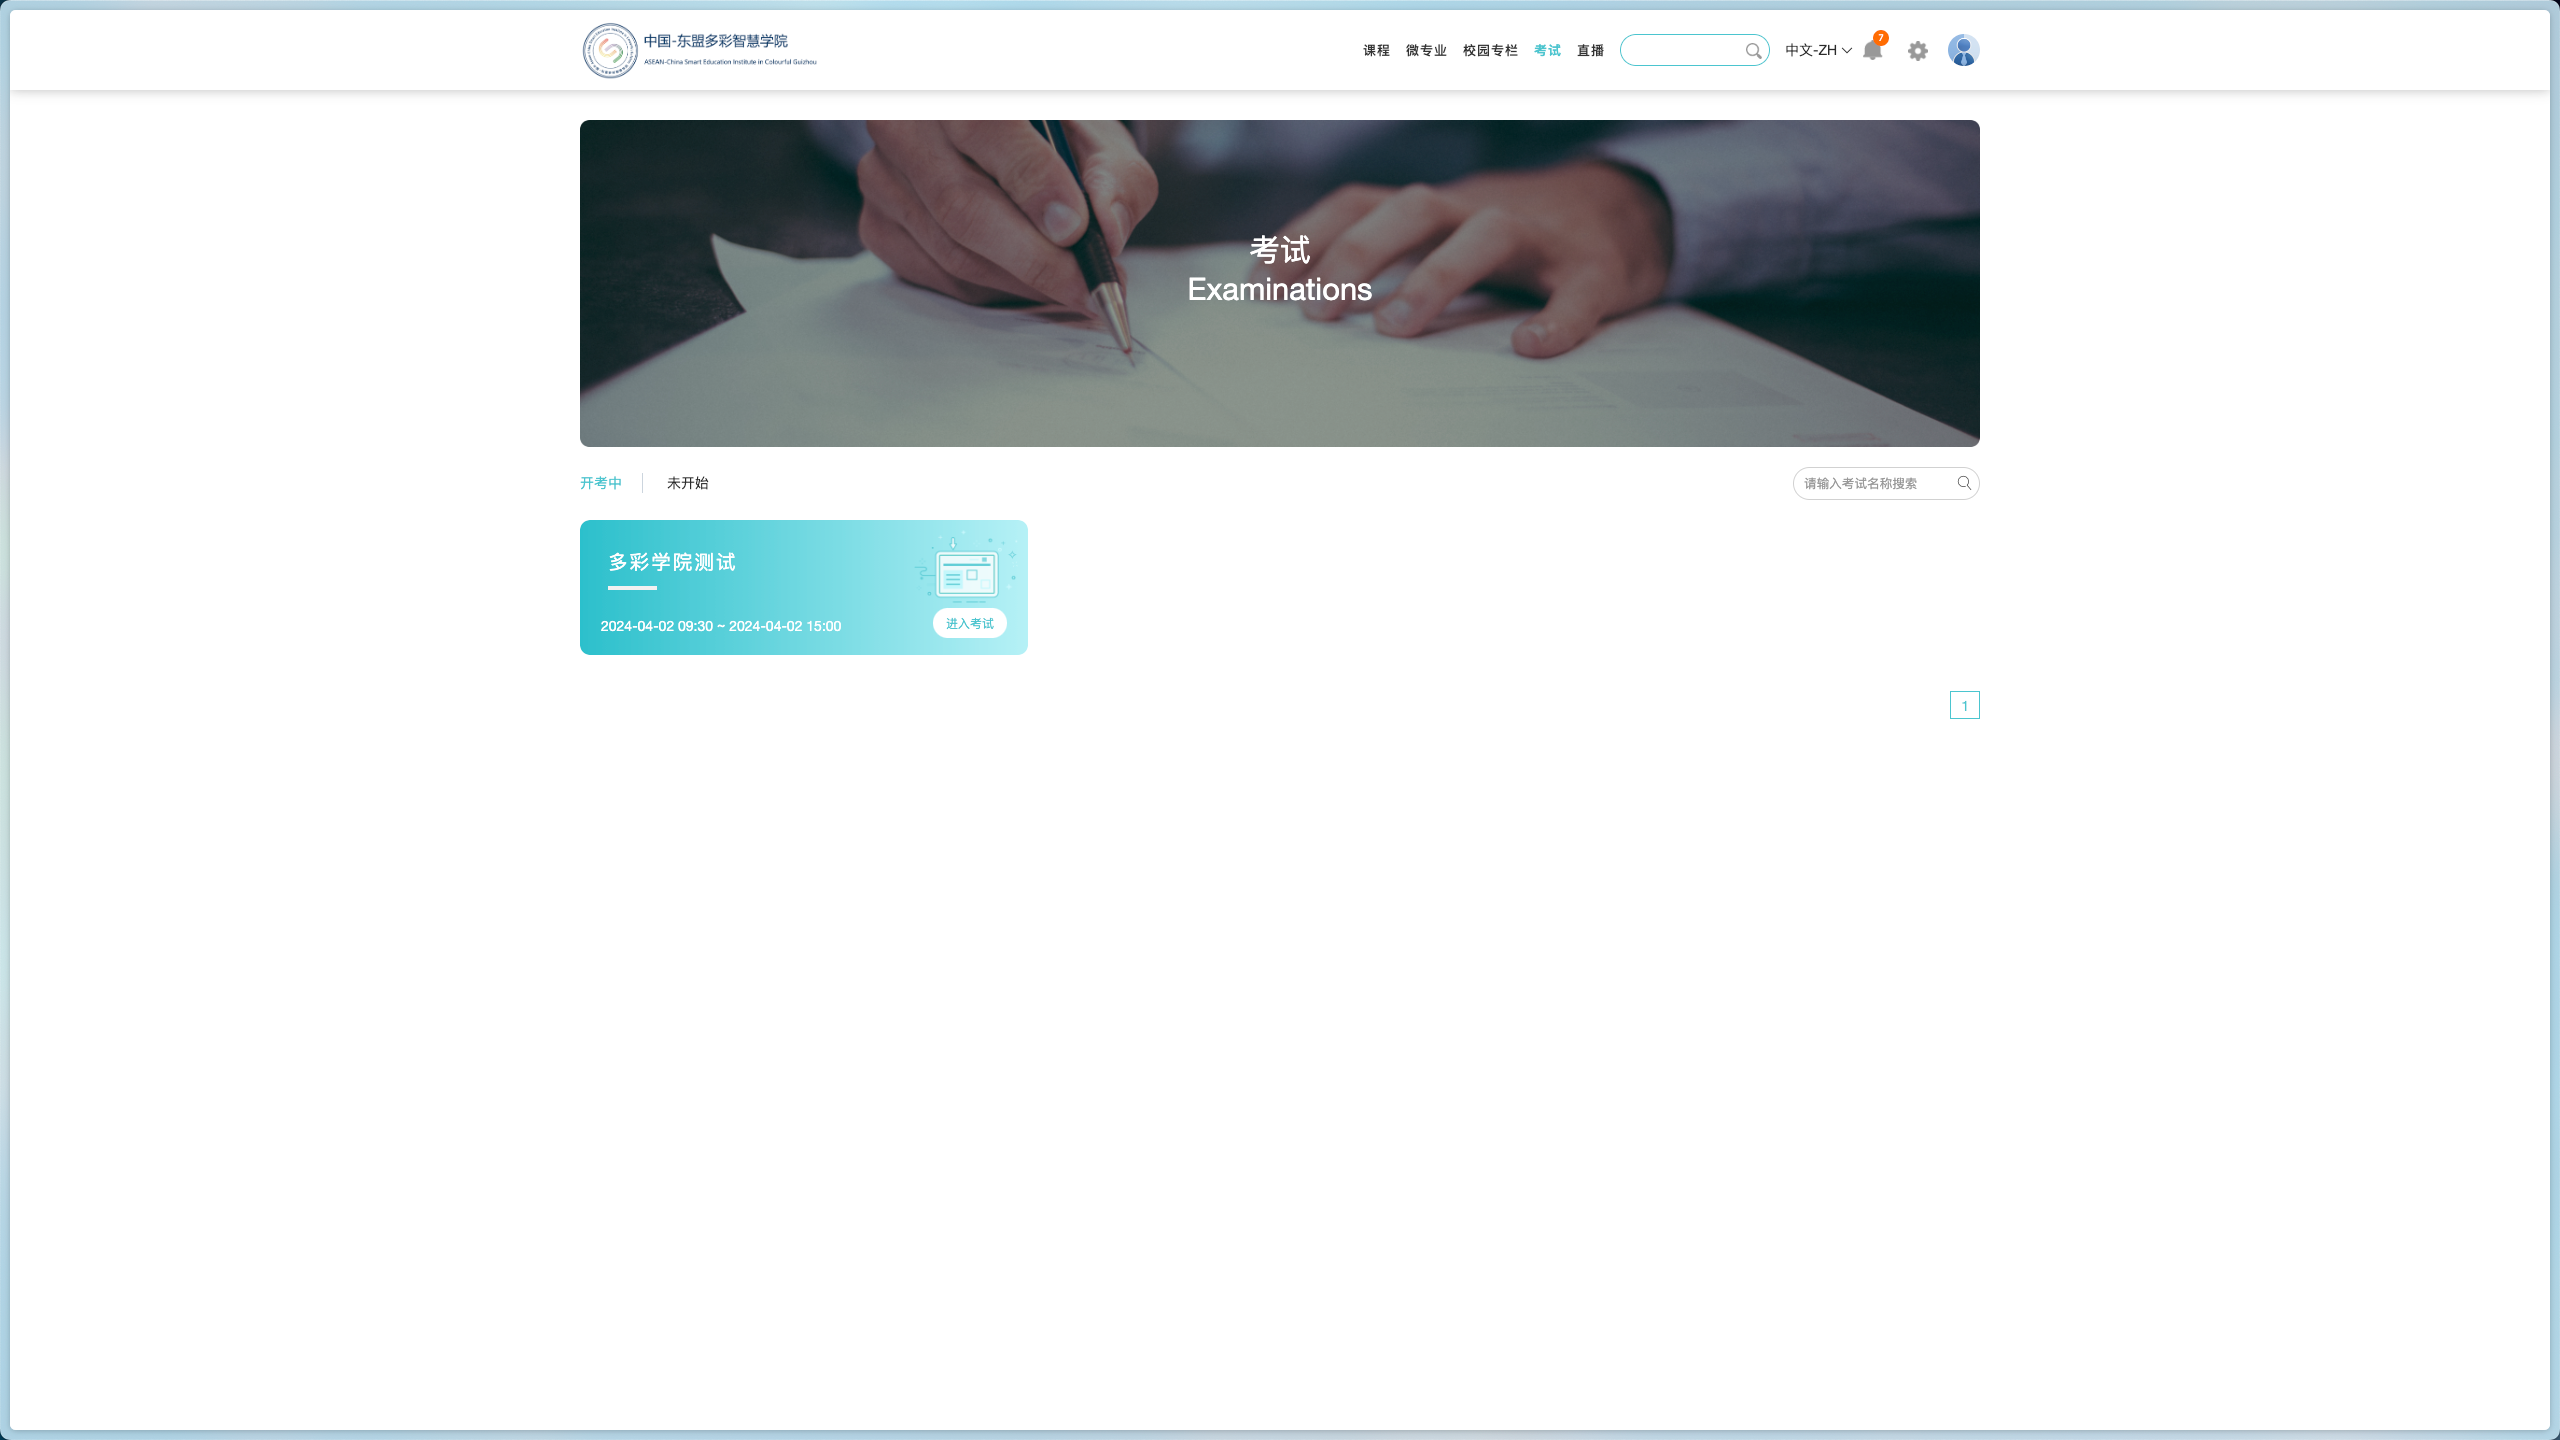 中国-东盟多彩智慧学院
ASEAN-China Smart Education Institute in Colourful Guizhou
课程 微专业 校园专栏 考试 直播 中文-ZH 7
考试
Examinations
开考中 未开始 请输入考试名称搜索
多彩学院测试
2024-04-02 09:30 ~ 2024-04-02 15:00 进入考试
1